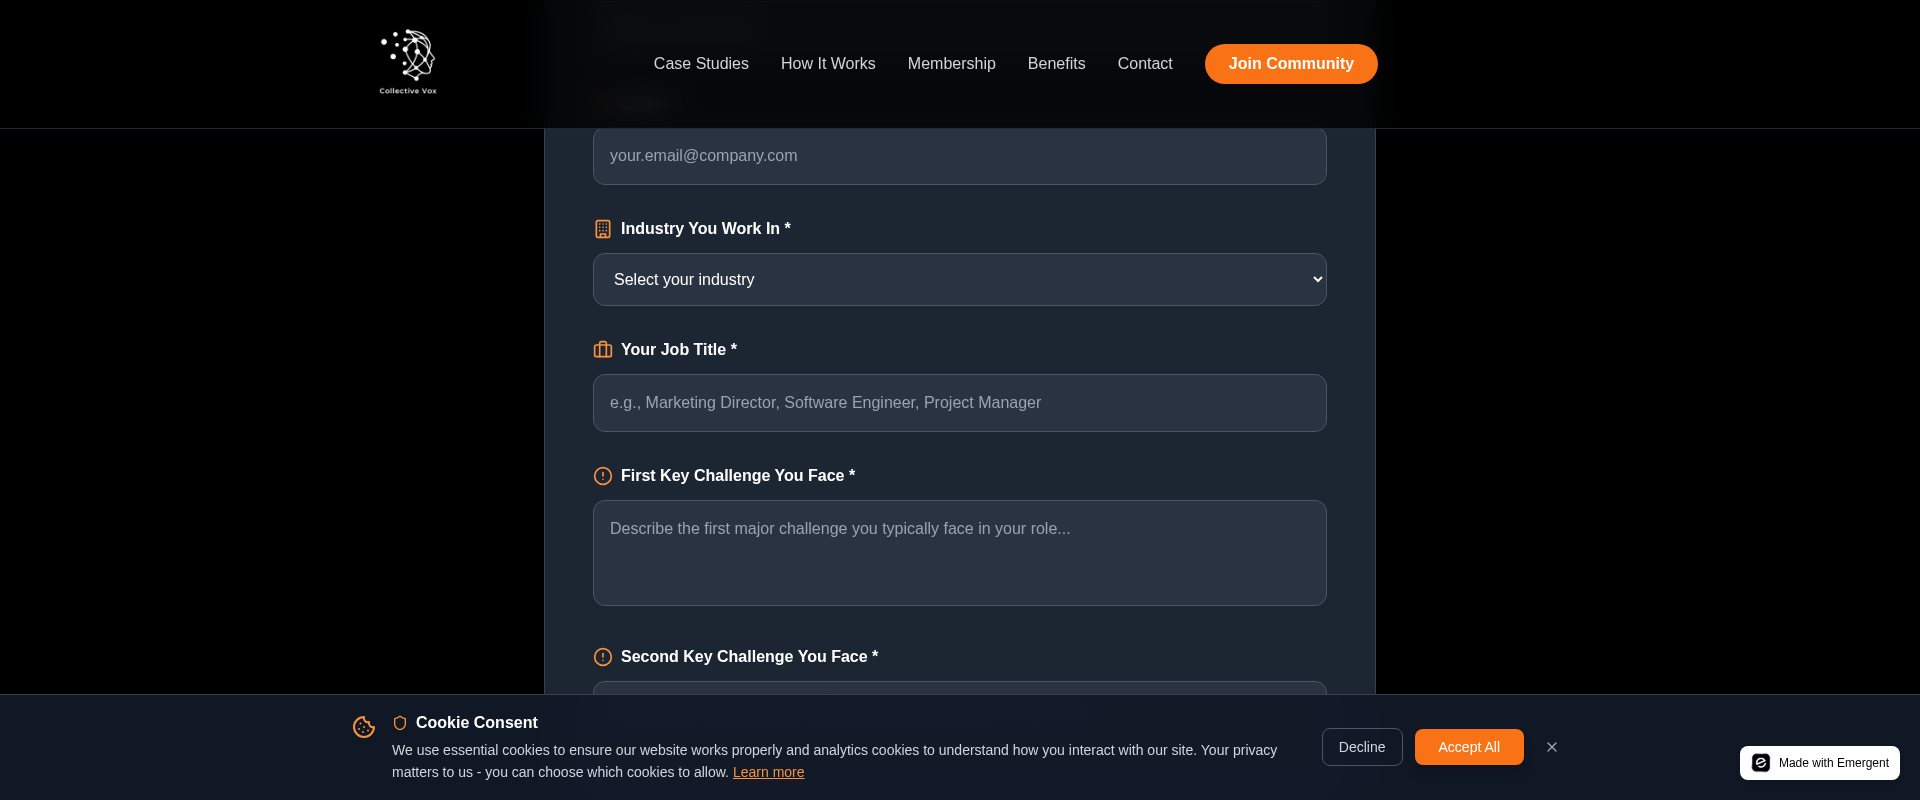 Collective Vox
Case Studies
How It Works
Membership
Benefits
Contact
Join Community
your.email@company.com
Industry You Work In *
Select your industry
Your Job Title *
e.g., Marketing Director, Software Engineer, Project Manager
First Key Challenge You Face *
Describe the first major challenge you typically face in your role...
Second Key Challenge You Face *
Cookie Consent
We use essential cookies to ensure our website works properly and analytics cookies to understand how you interact with our site. Your privacy
matters to us - you can choose which cookies to allow. Learn more
Decline
Accept All
Made with Emergent